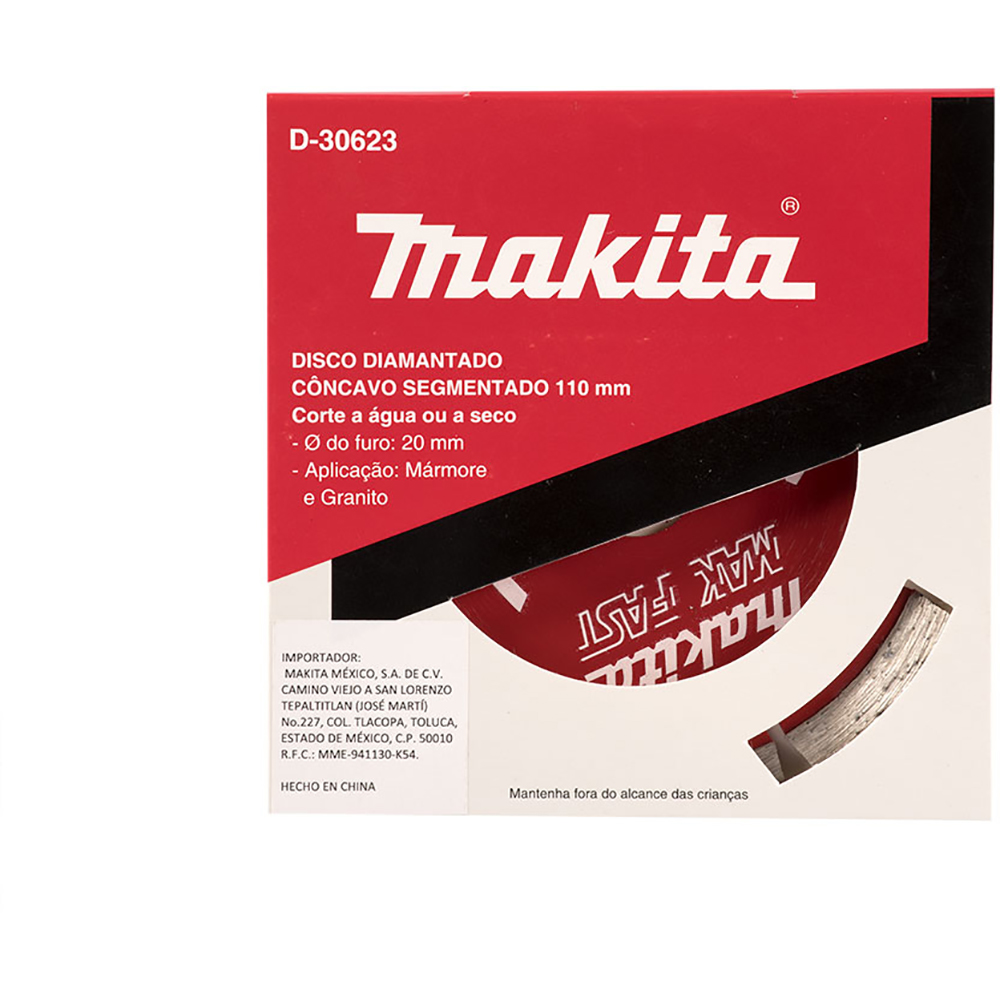 D-30623
makita®
DISCO DIAMANTADO
CÔNCAVO SEGMENTADO 110 mm
Corte a água ou a seco
- Ø do furo: 20 mm
- Aplicação: Mármore
e Granito
MAK FAST
makita
IMPORTADOR:
MAKITA MÉXICO, S.A. DE C.V.
CAMINO VIEJO A SAN LORENZO
TEPALTITLAN (JOSÉ MARTÍ)
No.227, COL. TLACOPA, TOLUCA,
ESTADO DE MÉXICO, C.P. 50010
R.F.C.: MME-941130-K54.
HECHO EN CHINA
Mantenha fora do alcance das crianças